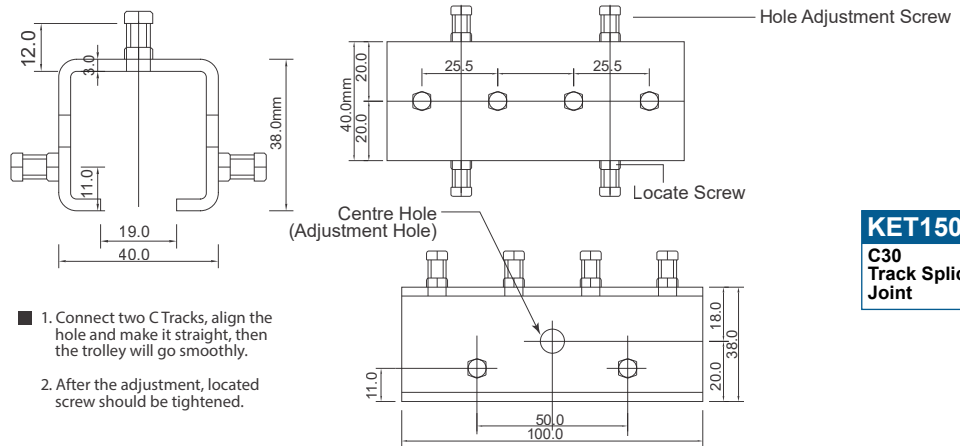 12.0
3.0
38.0mm
11.0
19.0
40.0
Hole Adjustment Screw
25.5
25.5
40.0mm
20.0
20.0
Locate Screw
Centre Hole
(Adjustment Hole)
18.0
38.0
20.0
11.0
50.0
100.0
1. Connect two C Tracks, align the
hole and make it straight, then
the trolley will go smoothly.
2. After the adjustment, located
screw should be tightened.
KET150
C30
Track Splic
Joint